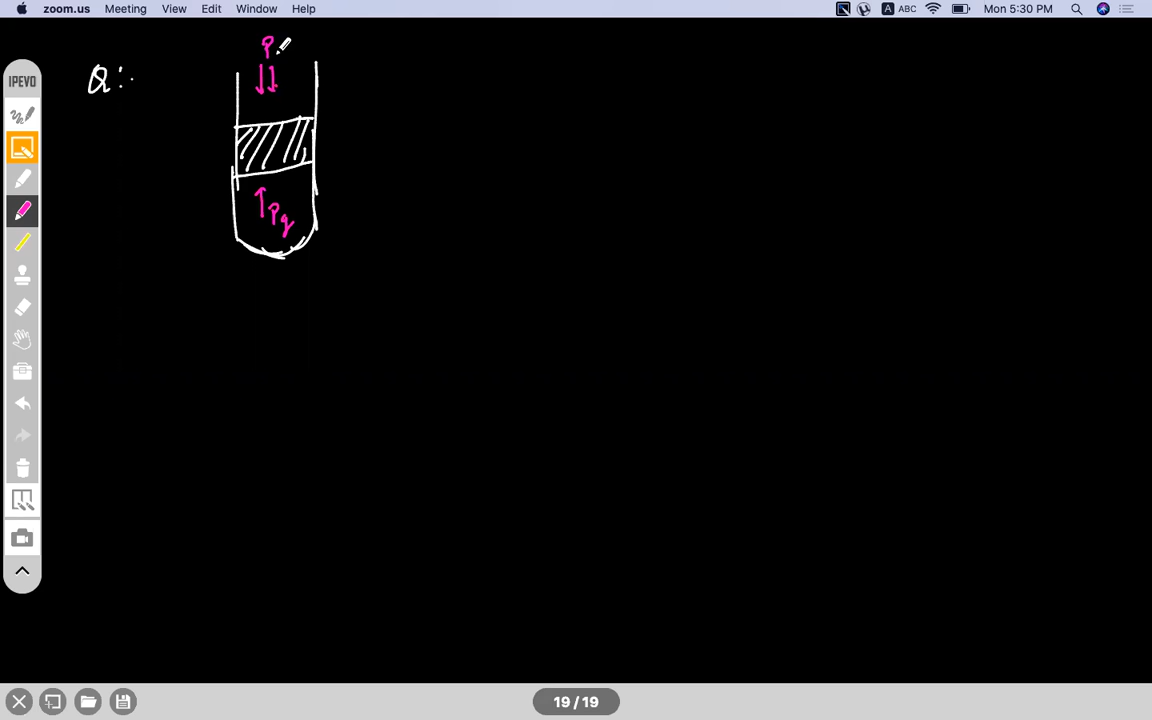 zoom.us Meeting View Edit Window Help
A ABC Mon 5:30 PM
IPEVO
Q:-
P
Pg
19 / 19